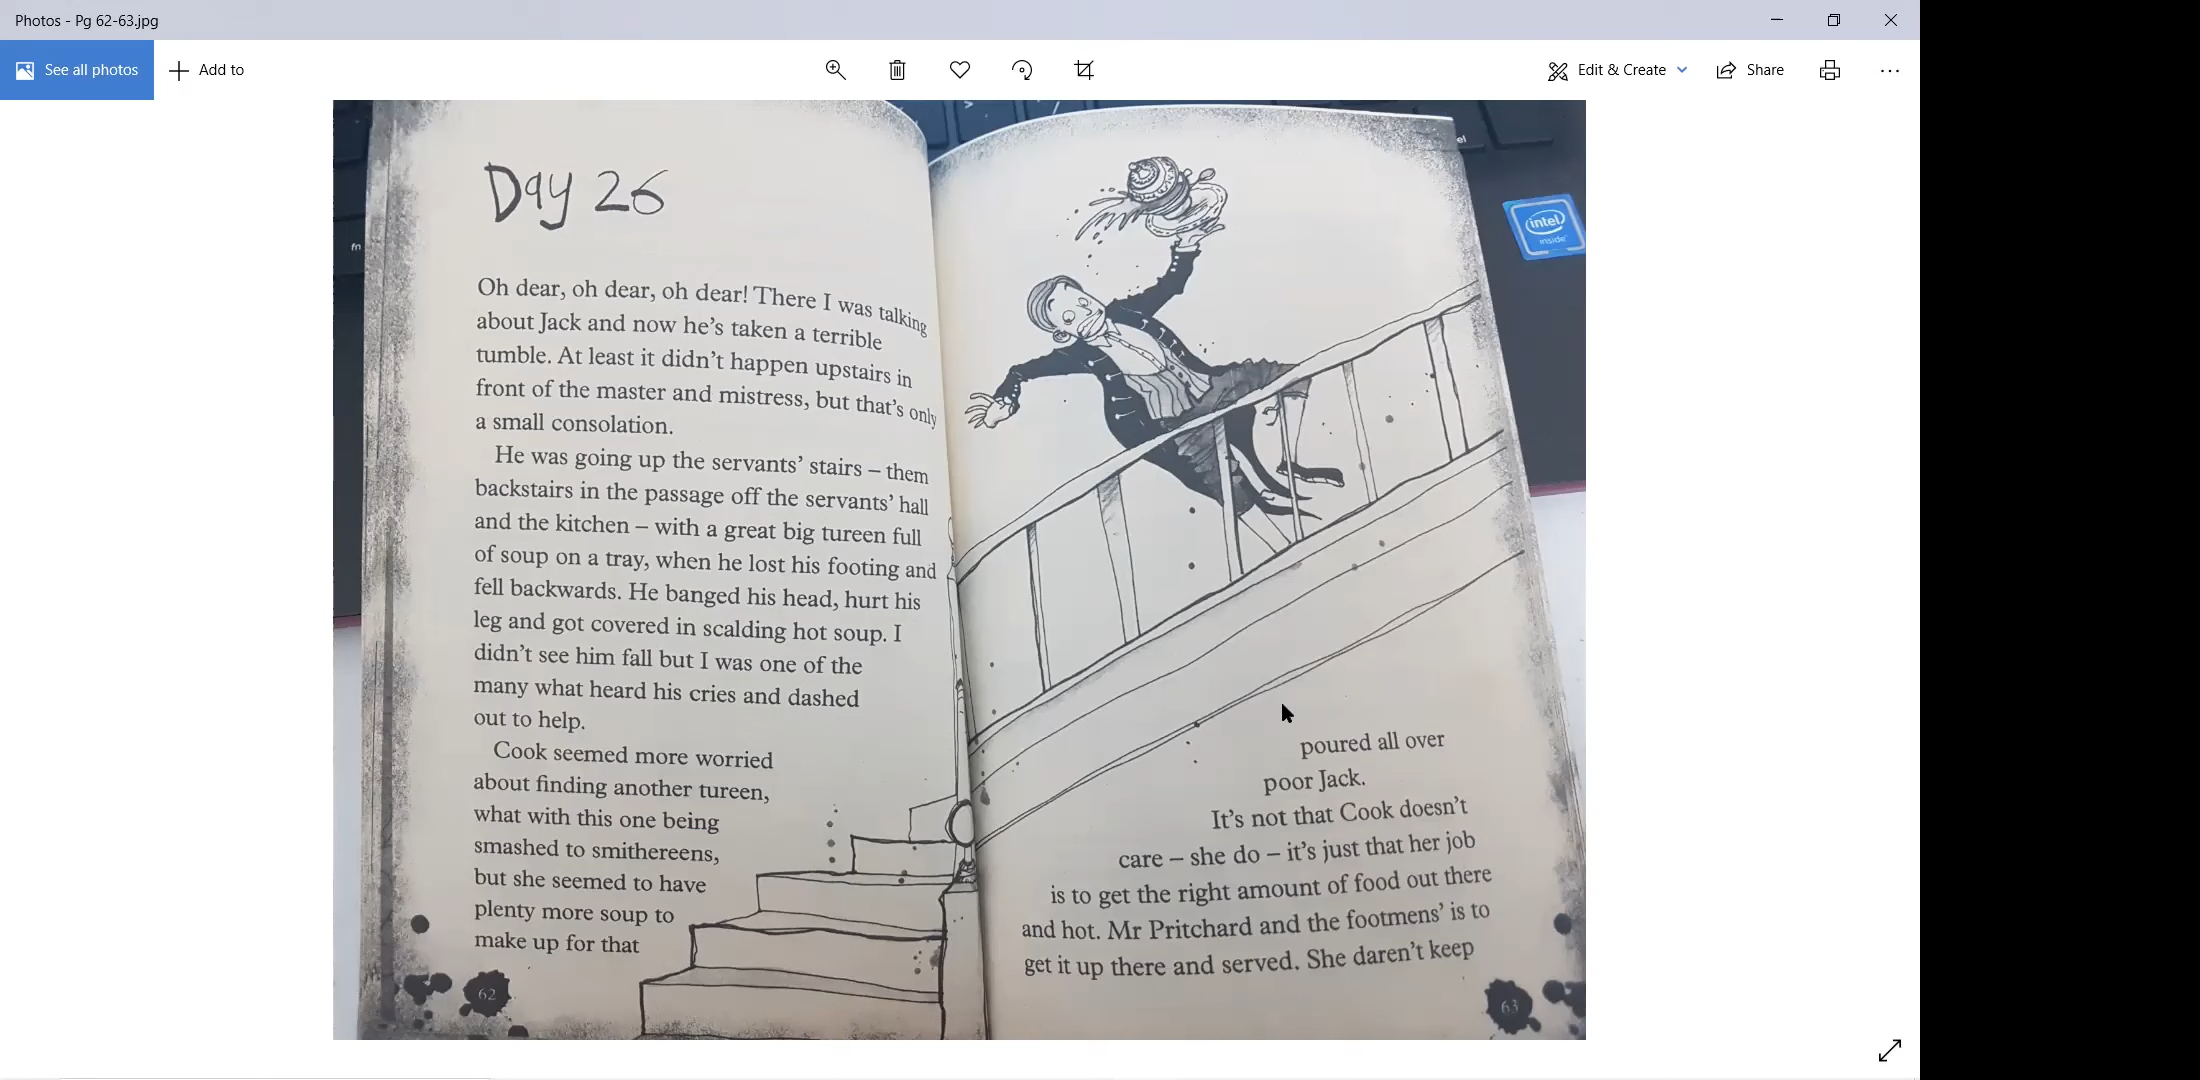 Photos - Pg 62-63.jpg
See all photos
Add to
Edit & Create
Share
fn
intel
inside
Day 26
Oh dear, oh dear, oh dear! There I was talking
about Jack and now he's taken a terrible
tumble. At least it didn't happen upstairs in
front of the master and mistress, but that's only
a small consolation.
He was going up the servants' stairs – them
backstairs in the passage off the servants' hall
and the kitchen – with a great big tureen full
of soup on a tray, when he lost his footing and
fell backwards. He banged his head, hurt his
leg and got covered in scalding hot soup. I
didn't see him fall but I was one of the
many what heard his cries and dashed
out to help.
Cook seemed more worried
about finding another tureen,
what with this one being
smashed to smithereens,
but she seemed to have
plenty more soup to
make up for that
62
poured all over
poor Jack.
It's not that Cook doesn't
care – she do – it's just that her job
is to get the right amount of food out there
and hot. Mr Pritchard and the footmens' is to
get it up there and served. She daren't keep
63